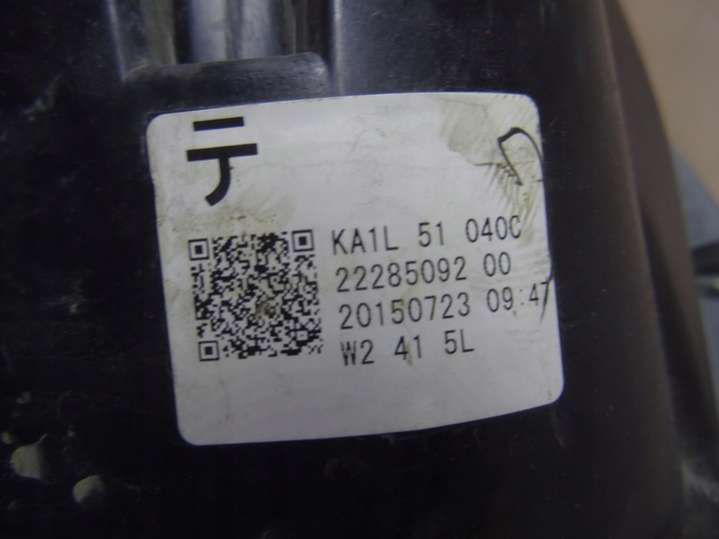 テ
KA1L 51 040C
22285092 00
20150723 09:47
W2 41 5L